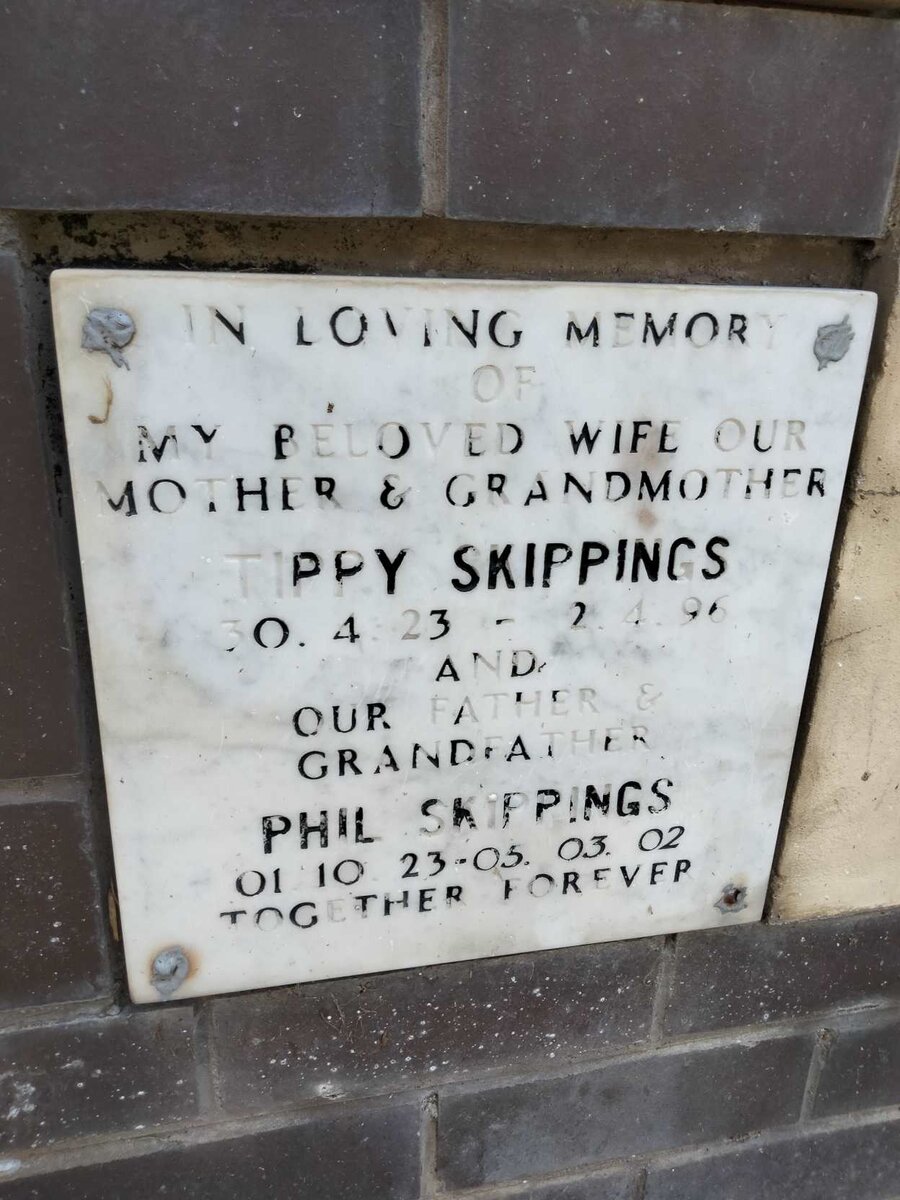 IN LOVING MEMORY
OF
MY BELOVED WIFE OUR
MOTHER & GRANDMOTHER
TIPPY SKIPPINGS
30. 4. 23 - 2. 4. 96
AND
OUR FATHER &
GRANDFATHER
PHIL SKIPPINGS
01 10 23-05. 03. 02
TOGETHER FOREVER